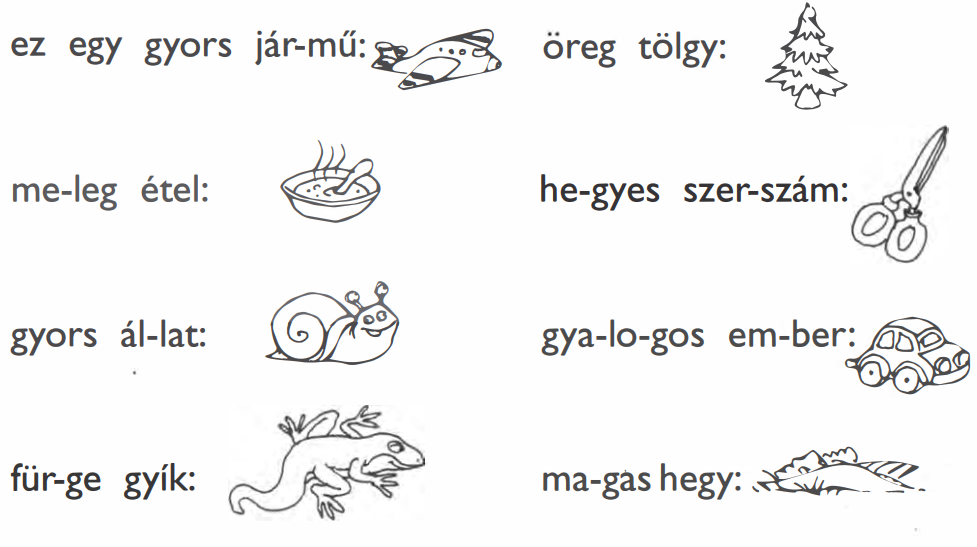 ez egy gyors jár-mű:
öreg tölgy:
me-leg étel:
he-gyes szer-szám:
gyors ál-lat:
gya-lo-gos em-ber:
für-ge gyík:
ma-gas hegy: